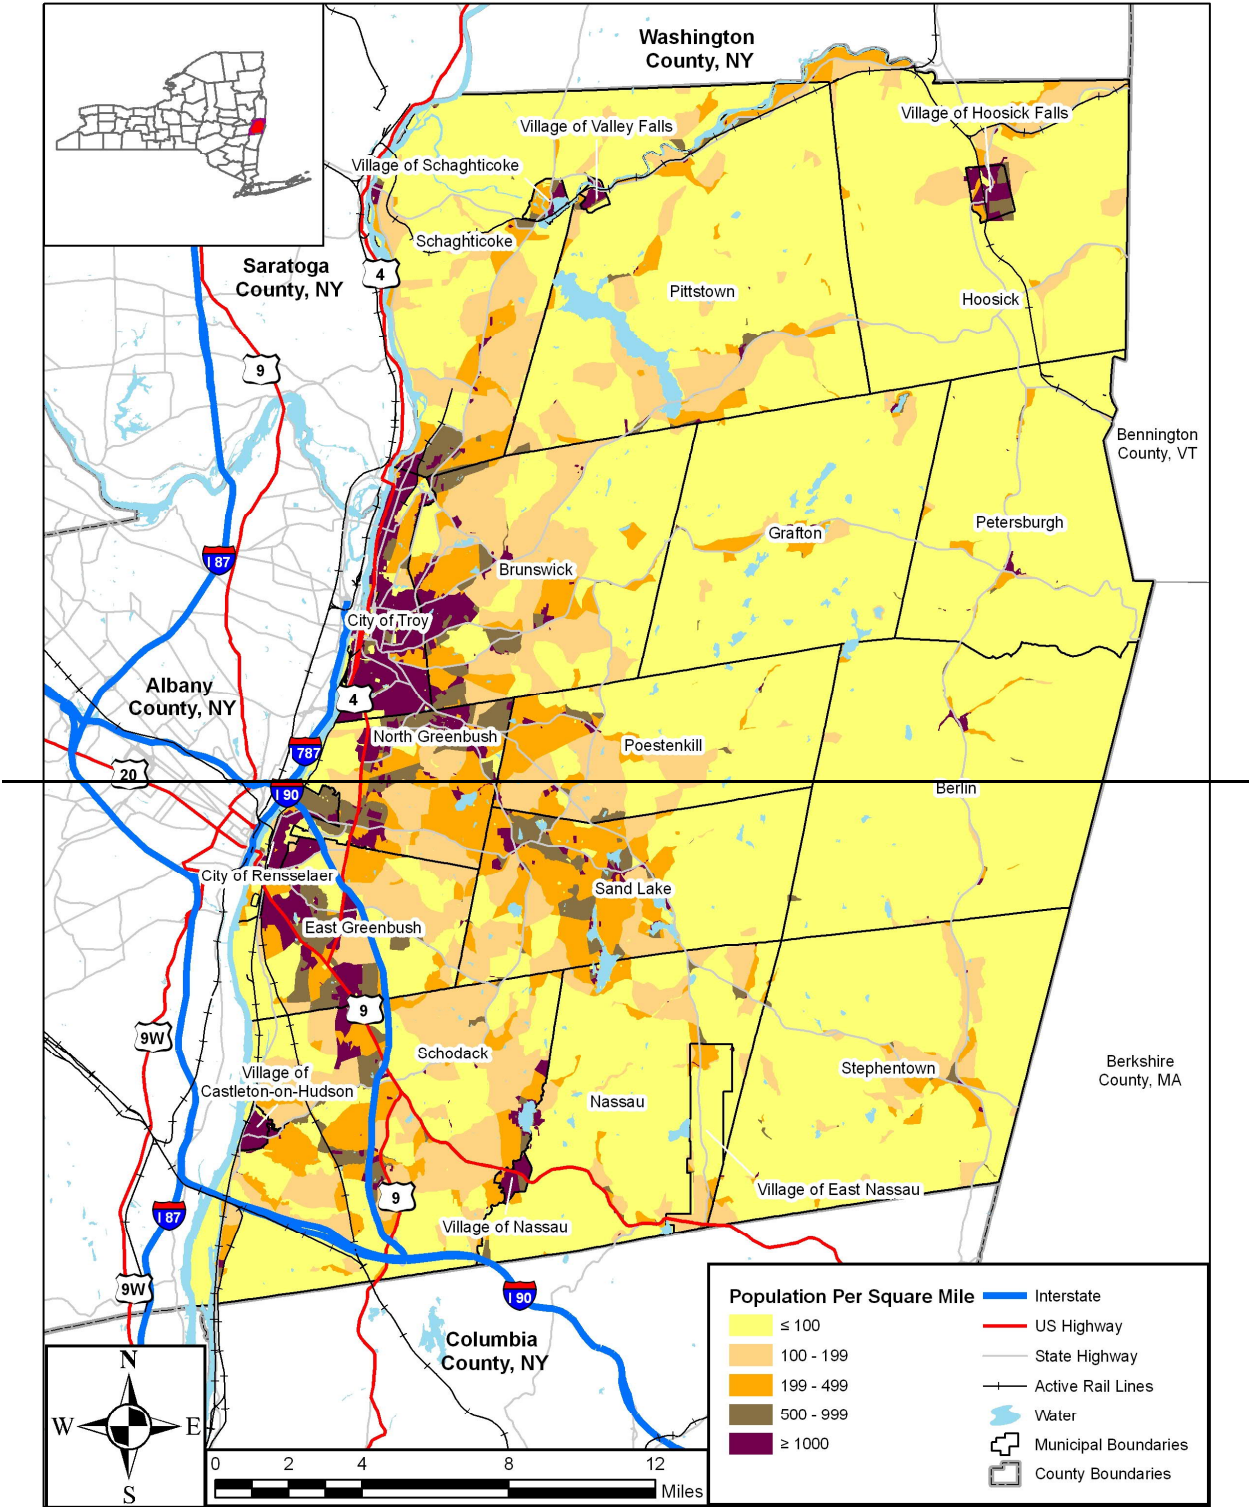 Washington
County, NY
Village of Hoosick Falls
Village of Valley Falls
Village of Schaghticoke
Schaghticoke
Saratoga
County, NY
4
Pittstown
Hoosick
9
Bennington
County, VT
Petersburgh
Grafton
I 87
Brunswick
City of Troy
Albany
County, NY
4
North Greenbush
Poestenkill
787
20
I 90
Berlin
City of Rensselaer
Sand Lake
East Greenbush
9
9W
Schodack
Stephentown
Berkshire
County, MA
Village of
Castleton-on-Hudson
Nassau
Village of East Nassau
9
I 87
Village of Nassau
9W
I 90
Columbia
County, NY
Population Per Square Mile
≤ 100
100 - 199
199 - 499
500 - 999
≥ 1000
Interstate
US Highway
State Highway
Active Rail Lines
Water
Municipal Boundaries
County Boundaries
N
W
E
S
0 2 4 8 12
Miles